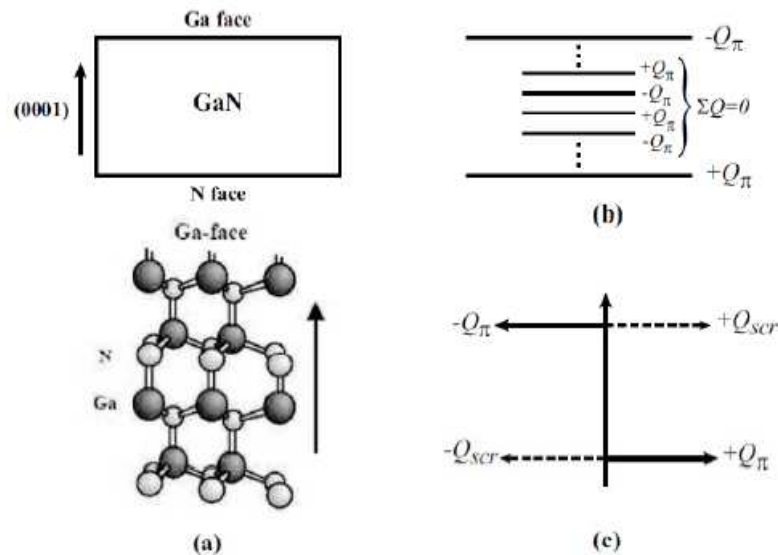 Ga face
(0001)
GaN
N face
Ga-face
N
Ga
(a)
-Qπ
+Qπ
-Qπ
+Qπ
-Qπ
ΣQ=0
+Qπ
(b)
-Qπ
+Qscr
-Qscr
+Qπ
(c)